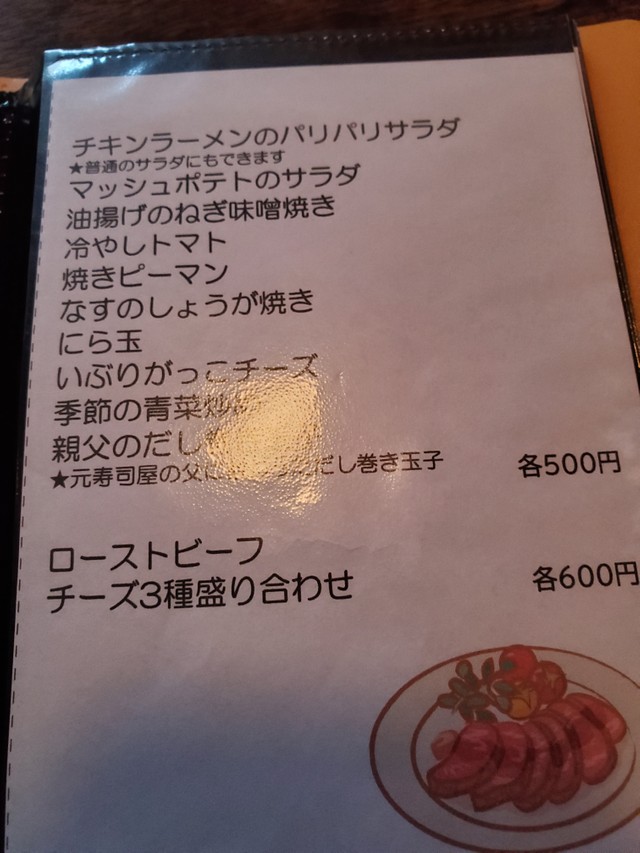 チキンラーメンのパリパリサラダ
★普通のサラダにもできます
マッシュポテトのサラダ
油揚げのねぎ味噌焼き
冷やしトマト
焼きピーマン
なすのしょうが焼き
にら玉
いぶりがっこチーズ
季節の青菜炒
親父のだし
★元寿司屋の父に だし巻き玉子 各500円
ローストビーフ
チーズ3種盛り合わせ 各600円